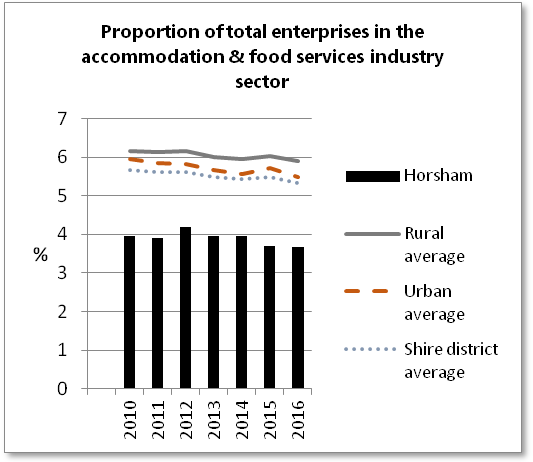 Proportion of total enterprises in the
accommodation & food services industry
sector
7
6
5
4
3
2
1
0
%
2010
2011
2012
2013
2014
2015
2016
Horsham
Rural
average
Urban
average
Shire district
average